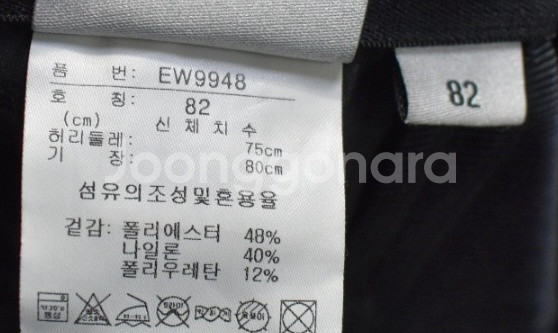 품 번: EW9948
호 칭: 82
(cm) 신 체 치 수
허리둘레: 75cm
기 장: 80cm
섬유의조성및혼용율
겉감: 폴리에스터 48%
나일론 40%
폴리우레탄 12%
82
Joonggonara